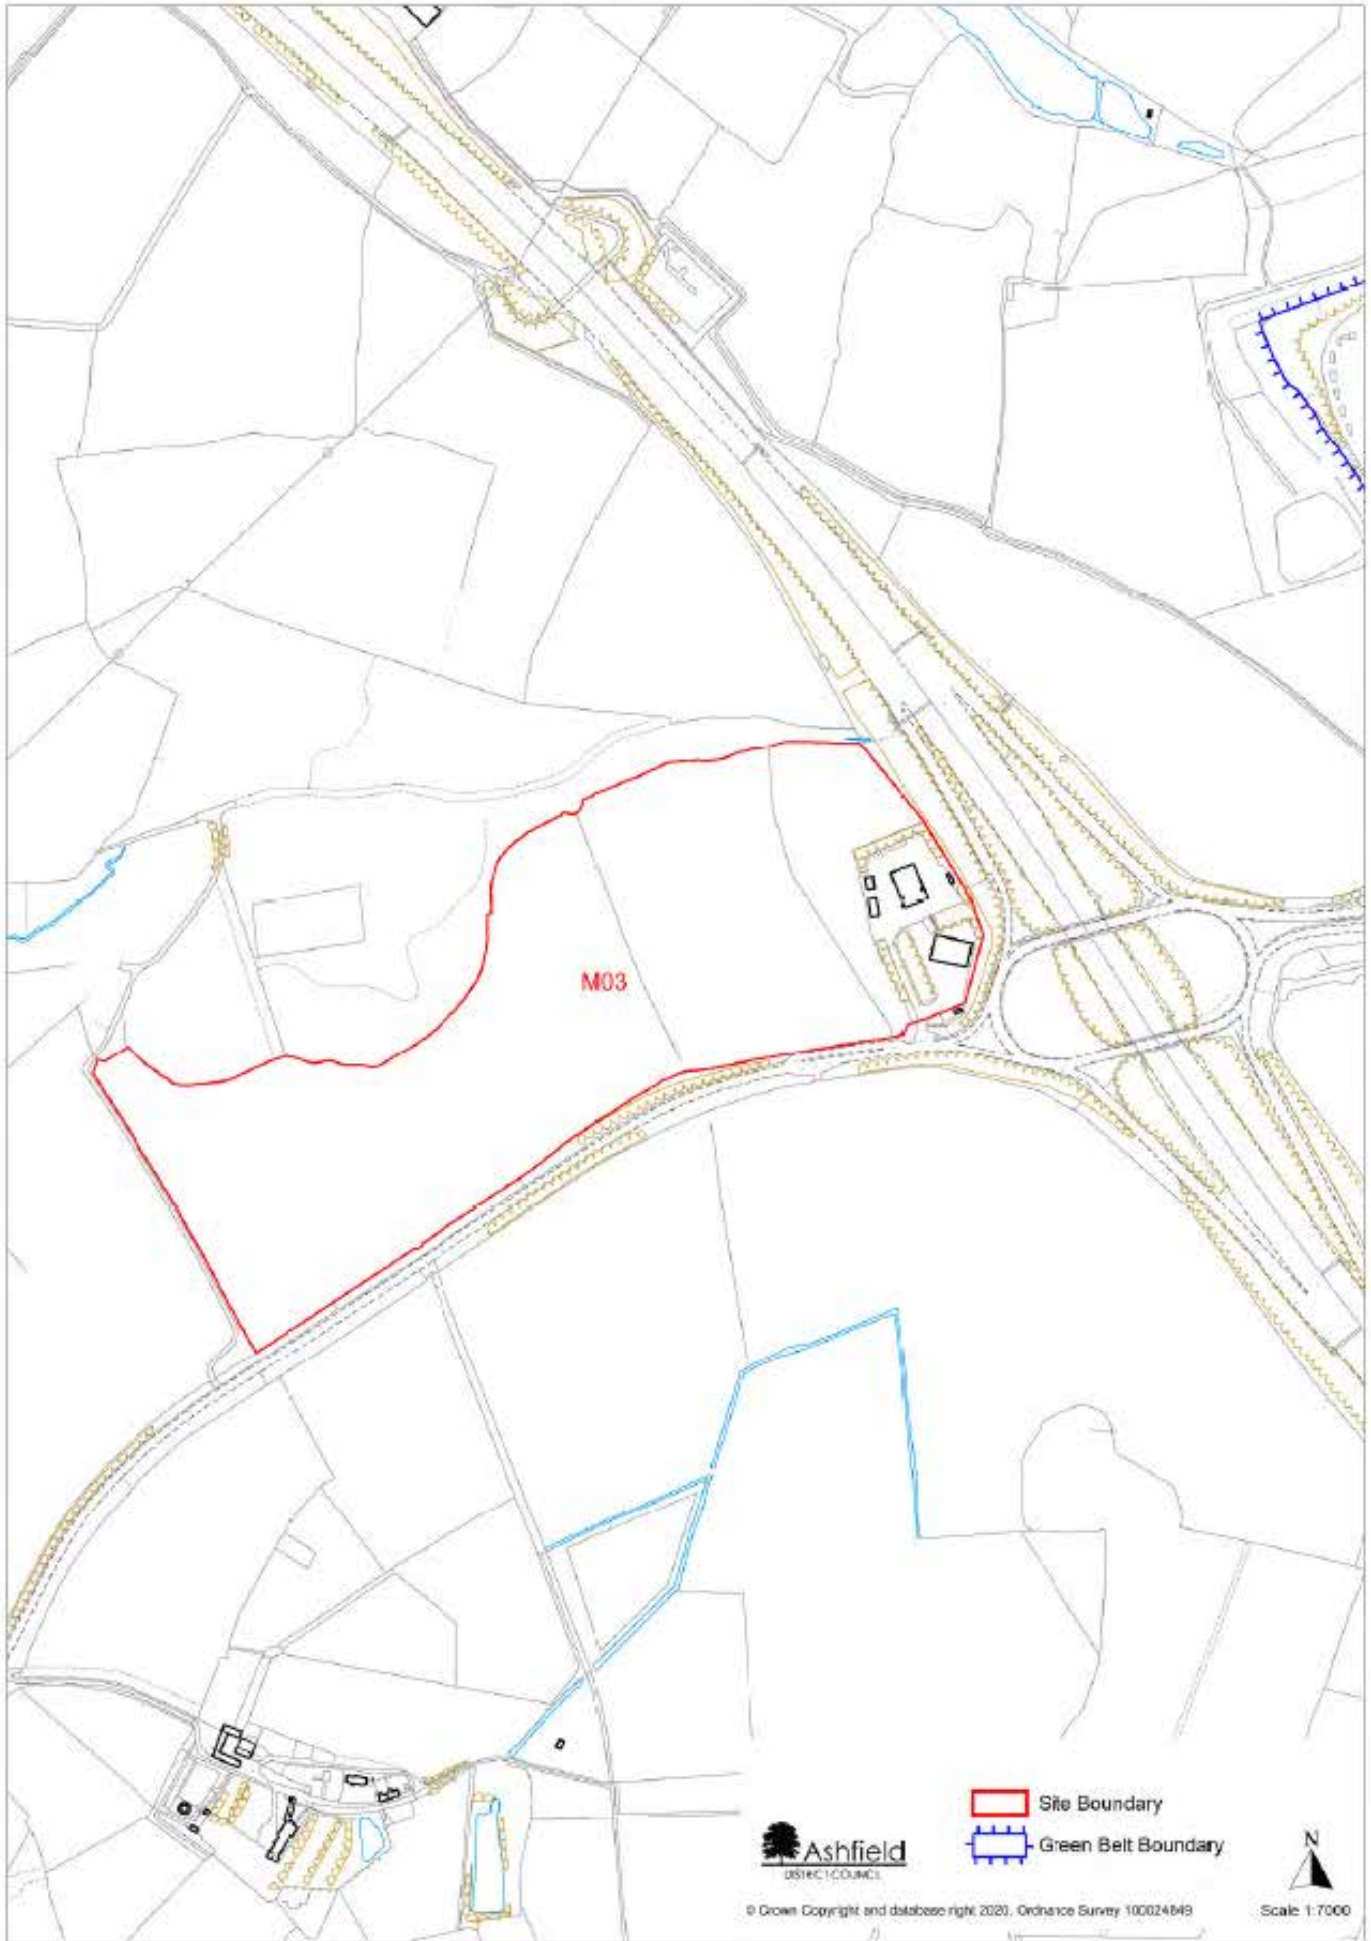 M03
Site Boundary
Green Belt Boundary
Ashfield
DISTRICT COUNCIL
N
© Crown Copyright and database right 2020. Ordnance Survey 100024849
Scale 1:7000